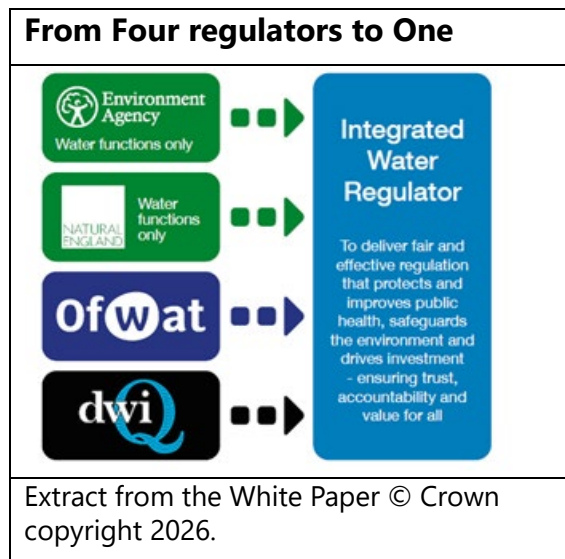 From Four regulators to One
Environment
Agency
Water functions only
NATURAL
ENGLAND
Water
functions
only
ofwat
dwi
Integrated
Water
Regulator
To deliver fair and
effective regulation
that protects and
improves public
health, safeguards
the environment and
drives investment
- ensuring trust,
accountability and
value for all
Extract from the White Paper © Crown
copyright 2026.